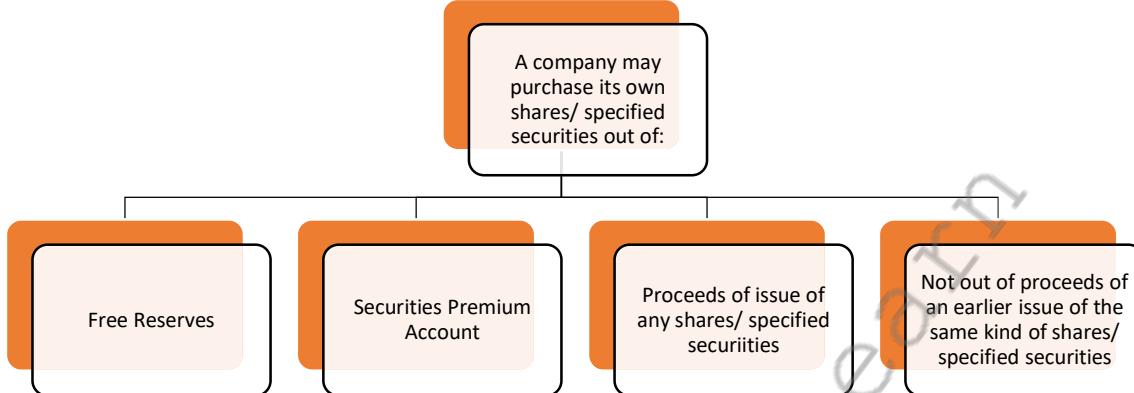 A company may
purchase its own
shares/ specified
securities out of:
Free Reserves
Securities Premium
Account
Proceeds of issue of
any shares/ specified
securiities
Not out of proceeds of
an earlier issue of the
same kind of shares/
specified securities
earn